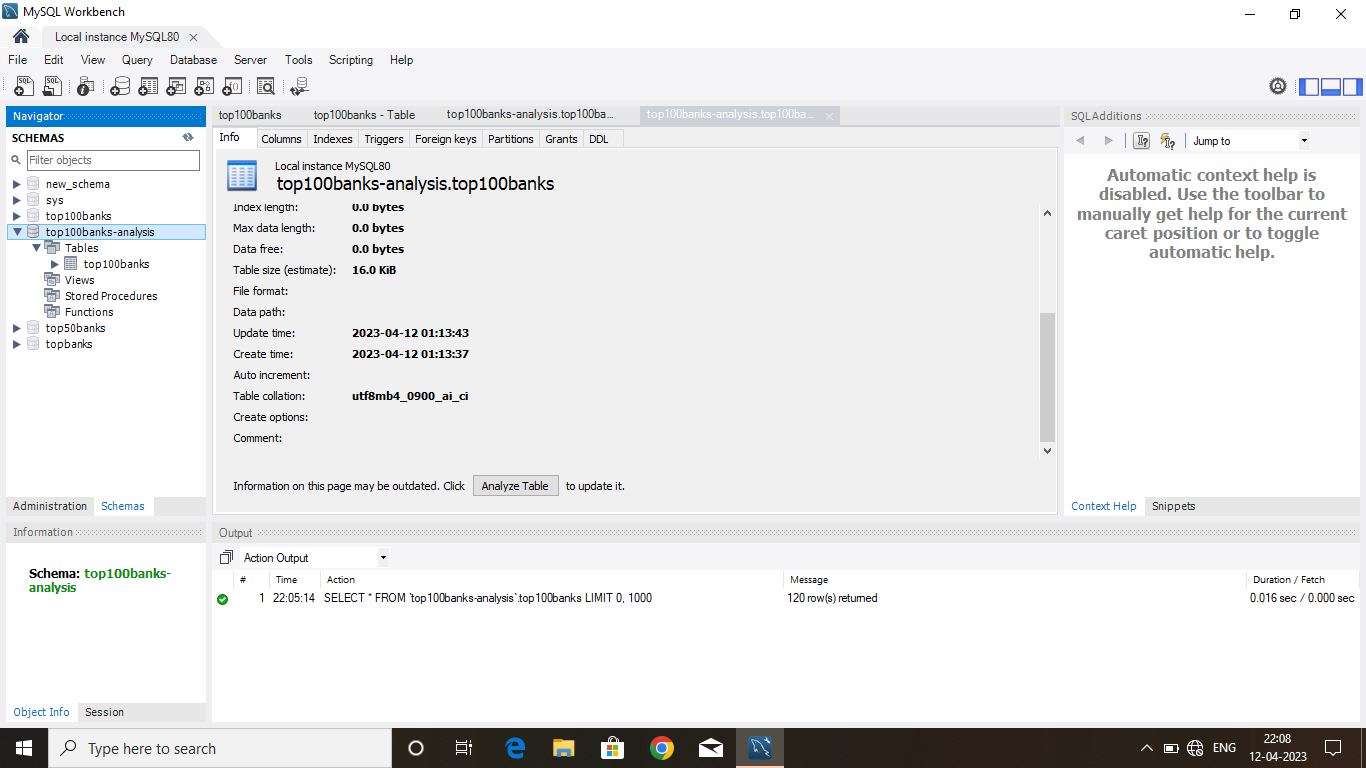 MySQL Workbench
Local instance MySQL80
File Edit View Query Database Server Tools Scripting Help
Navigator
SCHEMAS
Filter objects
new_schema
sys
top100banks
top100banks-analysis
Tables
top100banks
Views
Stored Procedures
Functions
top50banks
topbanks
Administration Schemas
Information
Schema: top100banks-
analysis
Object Info Session
top100banks top100banks - Table top100banks-analysis.top100ba... top100banks-analysis.top100ba...
Info Columns Indexes Triggers Foreign keys Partitions Grants DDL
Local instance MySQL80
top100banks-analysis.top100banks
Index length: 0.0 bytes
Max data length: 0.0 bytes
Data free: 0.0 bytes
Table size (estimate): 16.0 KiB
File format:
Data path:
Update time: 2023-04-12 01:13:43
Create time: 2023-04-12 01:13:37
Auto increment:
Table collation: utf8mb4_0900_ai_ci
Create options:
Comment:
Information on this page may be outdated. Click Analyze Table to update it.
SQLAdditions
Jump to
Automatic context help is
disabled. Use the toolbar to
manually get help for the current
caret position or to toggle
automatic help.
Context Help Snippets
Output
Action Output
# Time Action Message Duration / Fetch
1 22:05:14 SELECT * FROM `top100banks-analysis`.top100banks LIMIT 0, 1000 120 row(s) returned 0.016 sec / 0.000 sec
Type here to search
ENG
22:08
12-04-2023